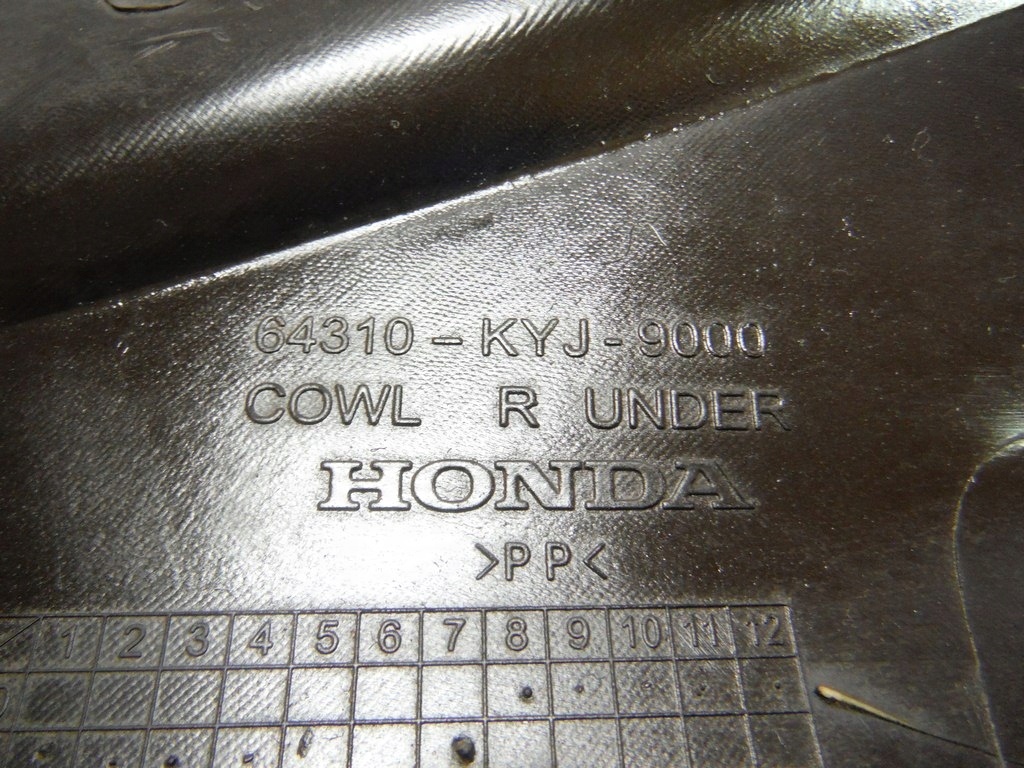 64310-KYJ-9000
COWL R UNDER
HONDA
>PP<
1 2 3 4 5 6 7 8 9 10 11 12